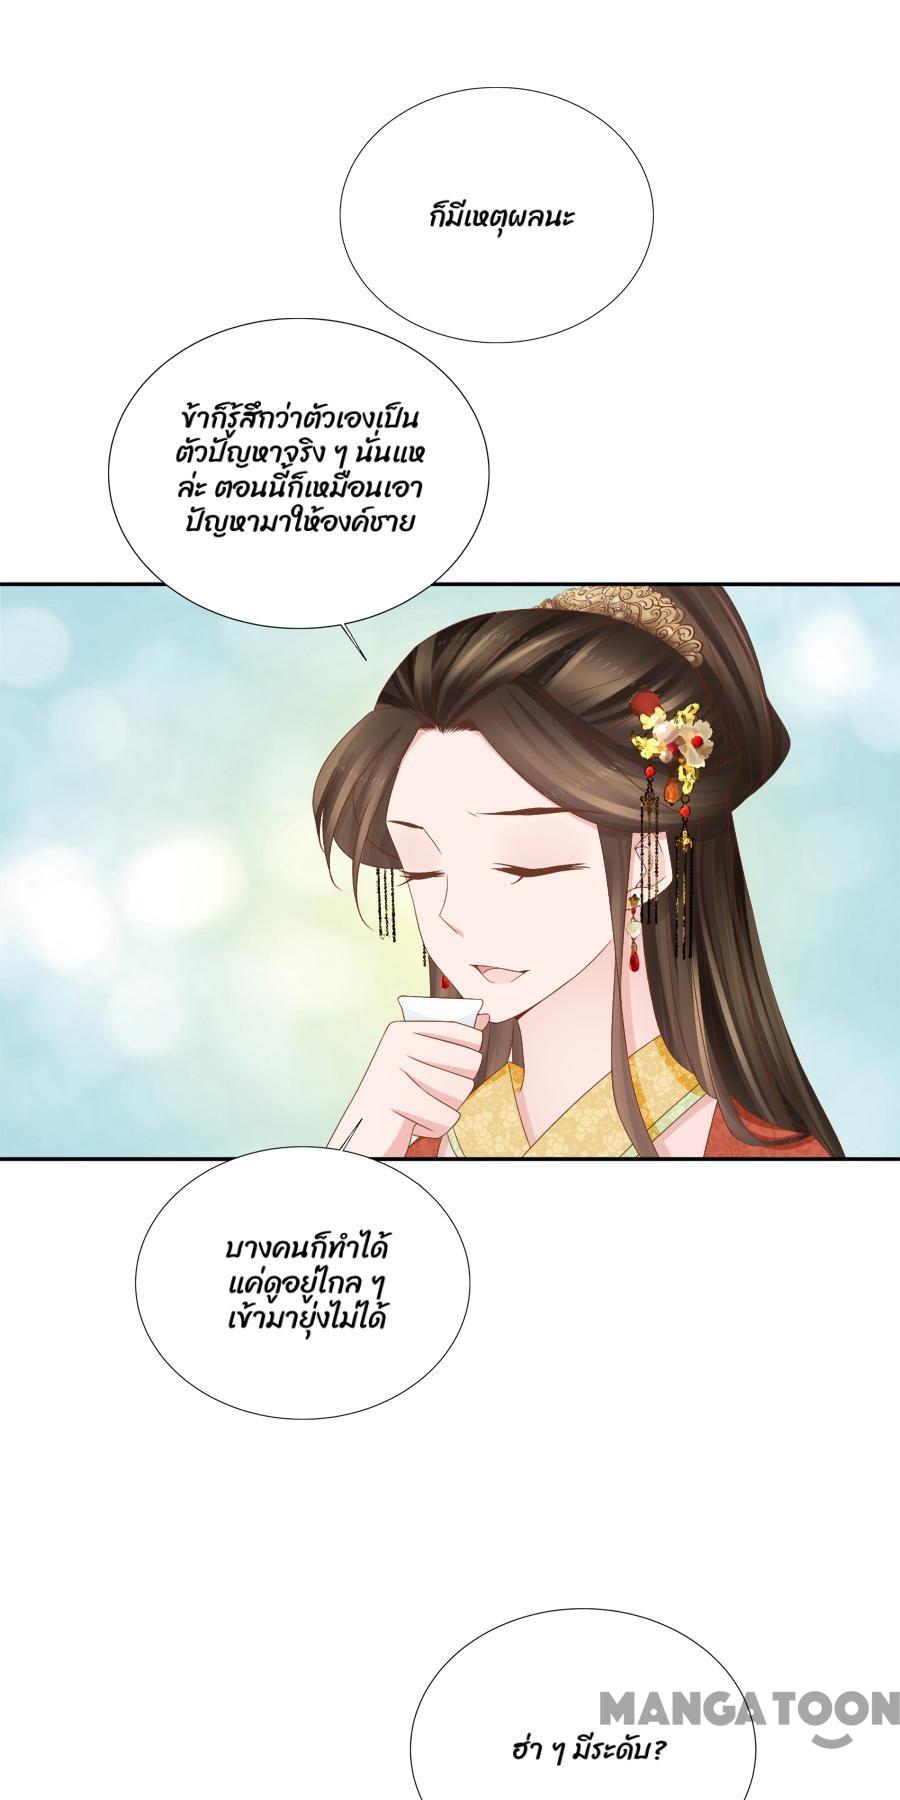 ก็มีเหตุผลนะ
ข้าก็รู้สึกว่าตัวเองเป็น
ตัวปัญหาจริง ๆ นั่นแห
ล่ะ ตอนนี้ก็เหมือนเอา
ปัญหามาให้องค์ชาย
บางคนก็ทำได้
แค่ดูอยู่ไกล ๆ
เข้ามายุ่งไม่ได้
MANGATOON
ฮ่า ๆ มีระดับ?